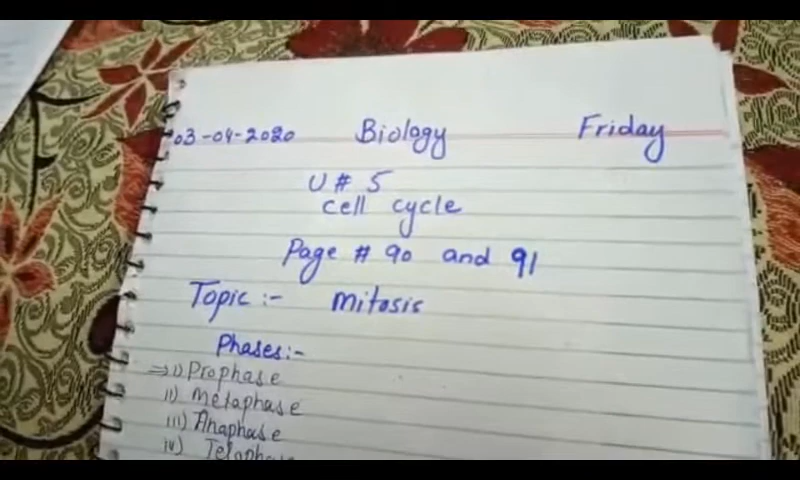 03-04-2020 Biology Friday
U # 5
cell cycle
Page # 90 and 91
Topic :- mitosis
Phases:-
⇒ i) Prophase
ii) Metaphase
iii) Anaphase
iv)